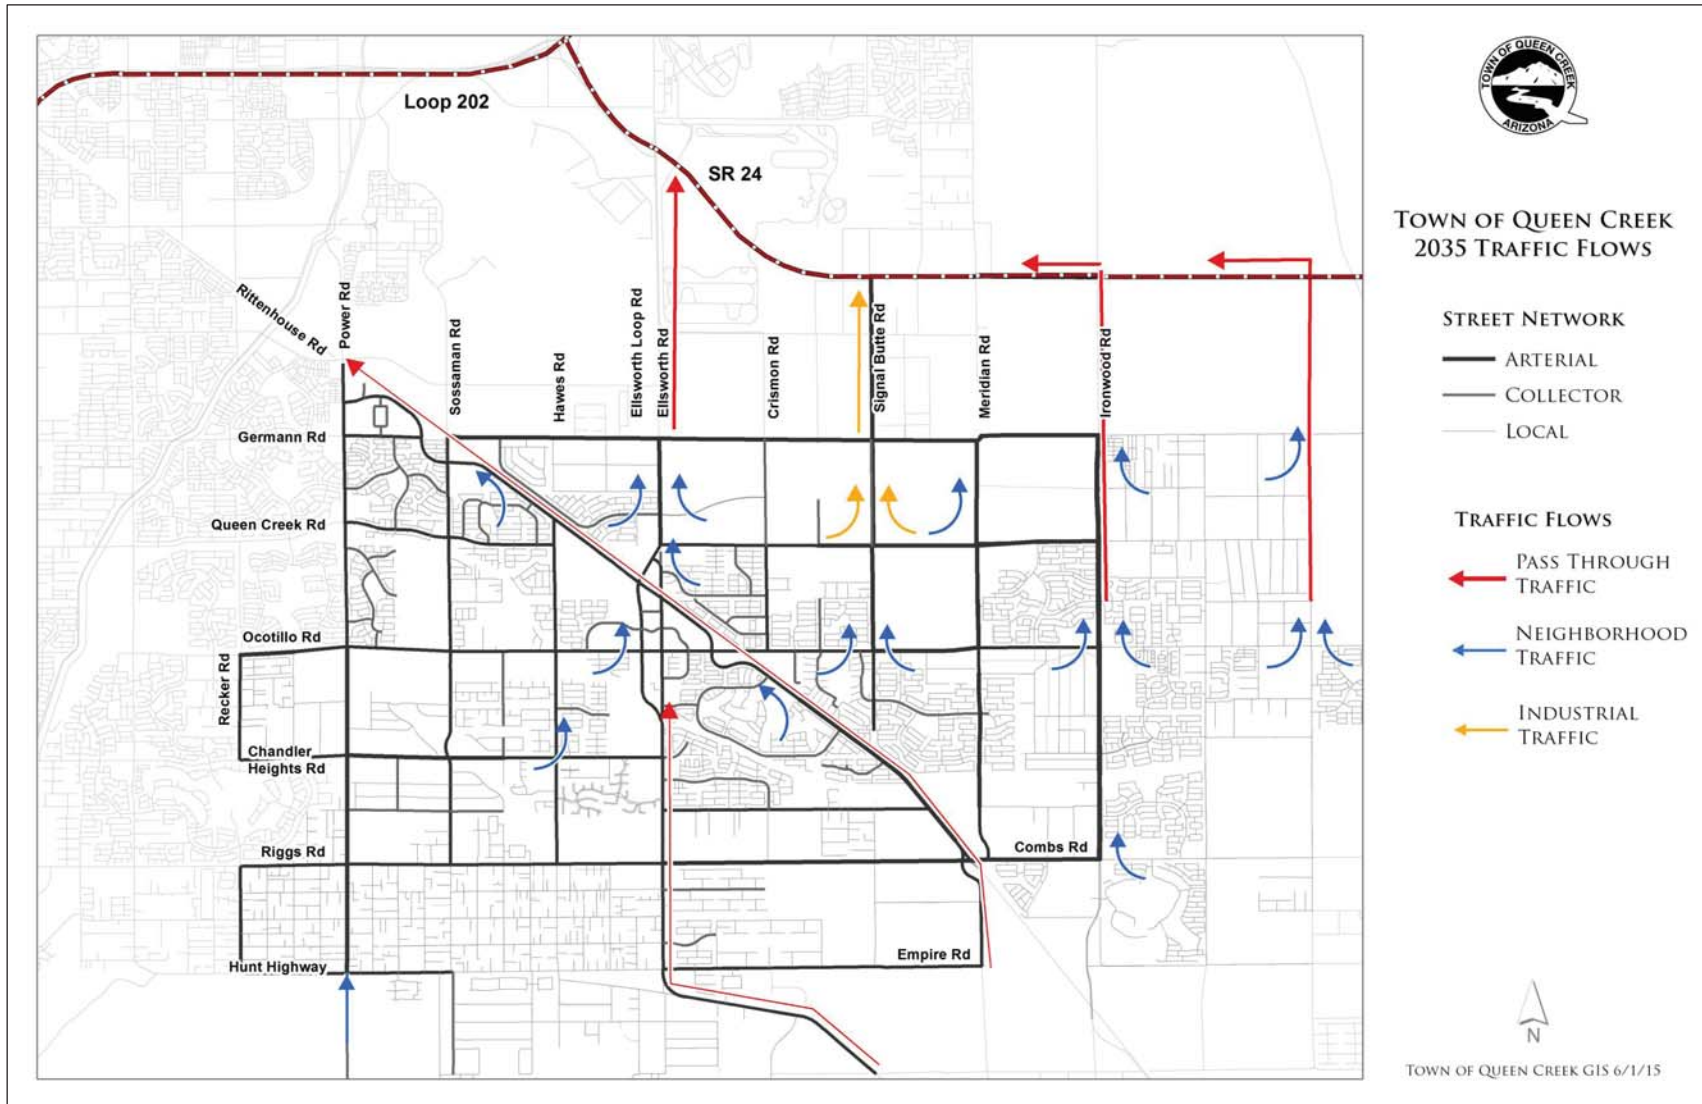 TOWN OF QUEEN CREEK
ARIZONA
Loop 202
SR 24
TOWN OF QUEEN CREEK
2035 TRAFFIC FLOWS
STREET NETWORK
ARTERIAL
COLLECTOR
LOCAL
TRAFFIC FLOWS
PASS THROUGH
TRAFFIC
NEIGHBORHOOD
TRAFFIC
INDUSTRIAL
TRAFFIC
Rittenhouse Rd
Power Rd
Sossaman Rd
Hawes Rd
Ellsworth Loop Rd
Ellsworth Rd
Crismon Rd
Signal Butte Rd
Meridian Rd
Ironwood Rd
Germann Rd
Queen Creek Rd
Ocotillo Rd
Recker Rd
Chandler
Heights Rd
Riggs Rd
Combs Rd
Hunt Highway
Empire Rd
N
TOWN OF QUEEN CREEK GIS 6/1/15